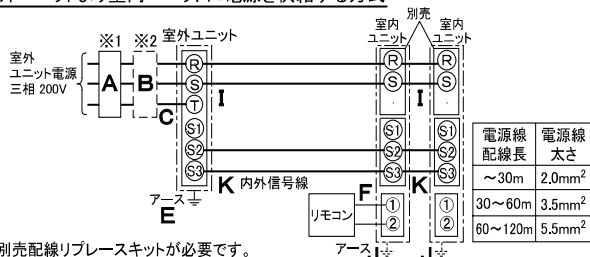 外ユニットより室内ユニットに電源を供給する方式
※1 ※2 室外ユニット
別売
室内
ユニット
室内
ユニット
室外
ユニット電源
三相 200V
A
B
C
R
S
T
S1
S2
S3
I
R
S
S1
S2
S3
I
R
S
S1
S2
S3
K 内外信号線
F
K
アース
E
リモコン
①
②
①
②
アース
電源線
配線長
電源線
太さ
~30m 2.0mm²
30~60m 3.5mm²
60~120m 5.5mm²
別売配線リプレースキットが必要です。